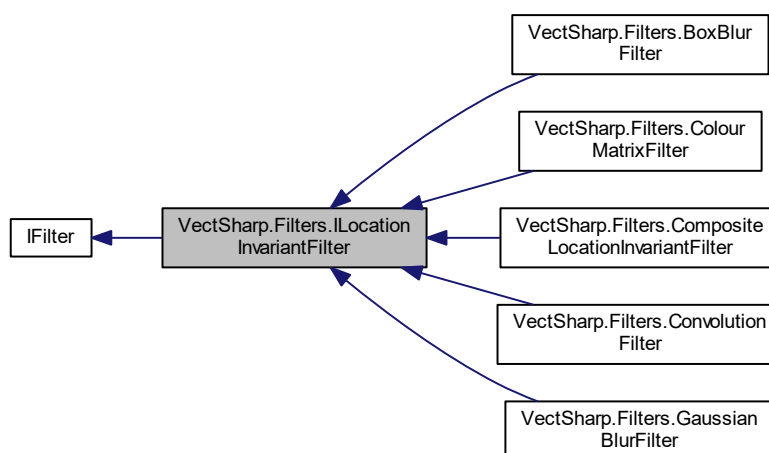 VectSharp.Filters.BoxBlur
Filter
VectSharp.Filters.Colour
MatrixFilter
IFilter
VectSharp.Filters.ILocation
InvariantFilter
VectSharp.Filters.Composite
LocationInvariantFilter
VectSharp.Filters.Convolution
Filter
VectSharp.Filters.Gaussian
BlurFilter